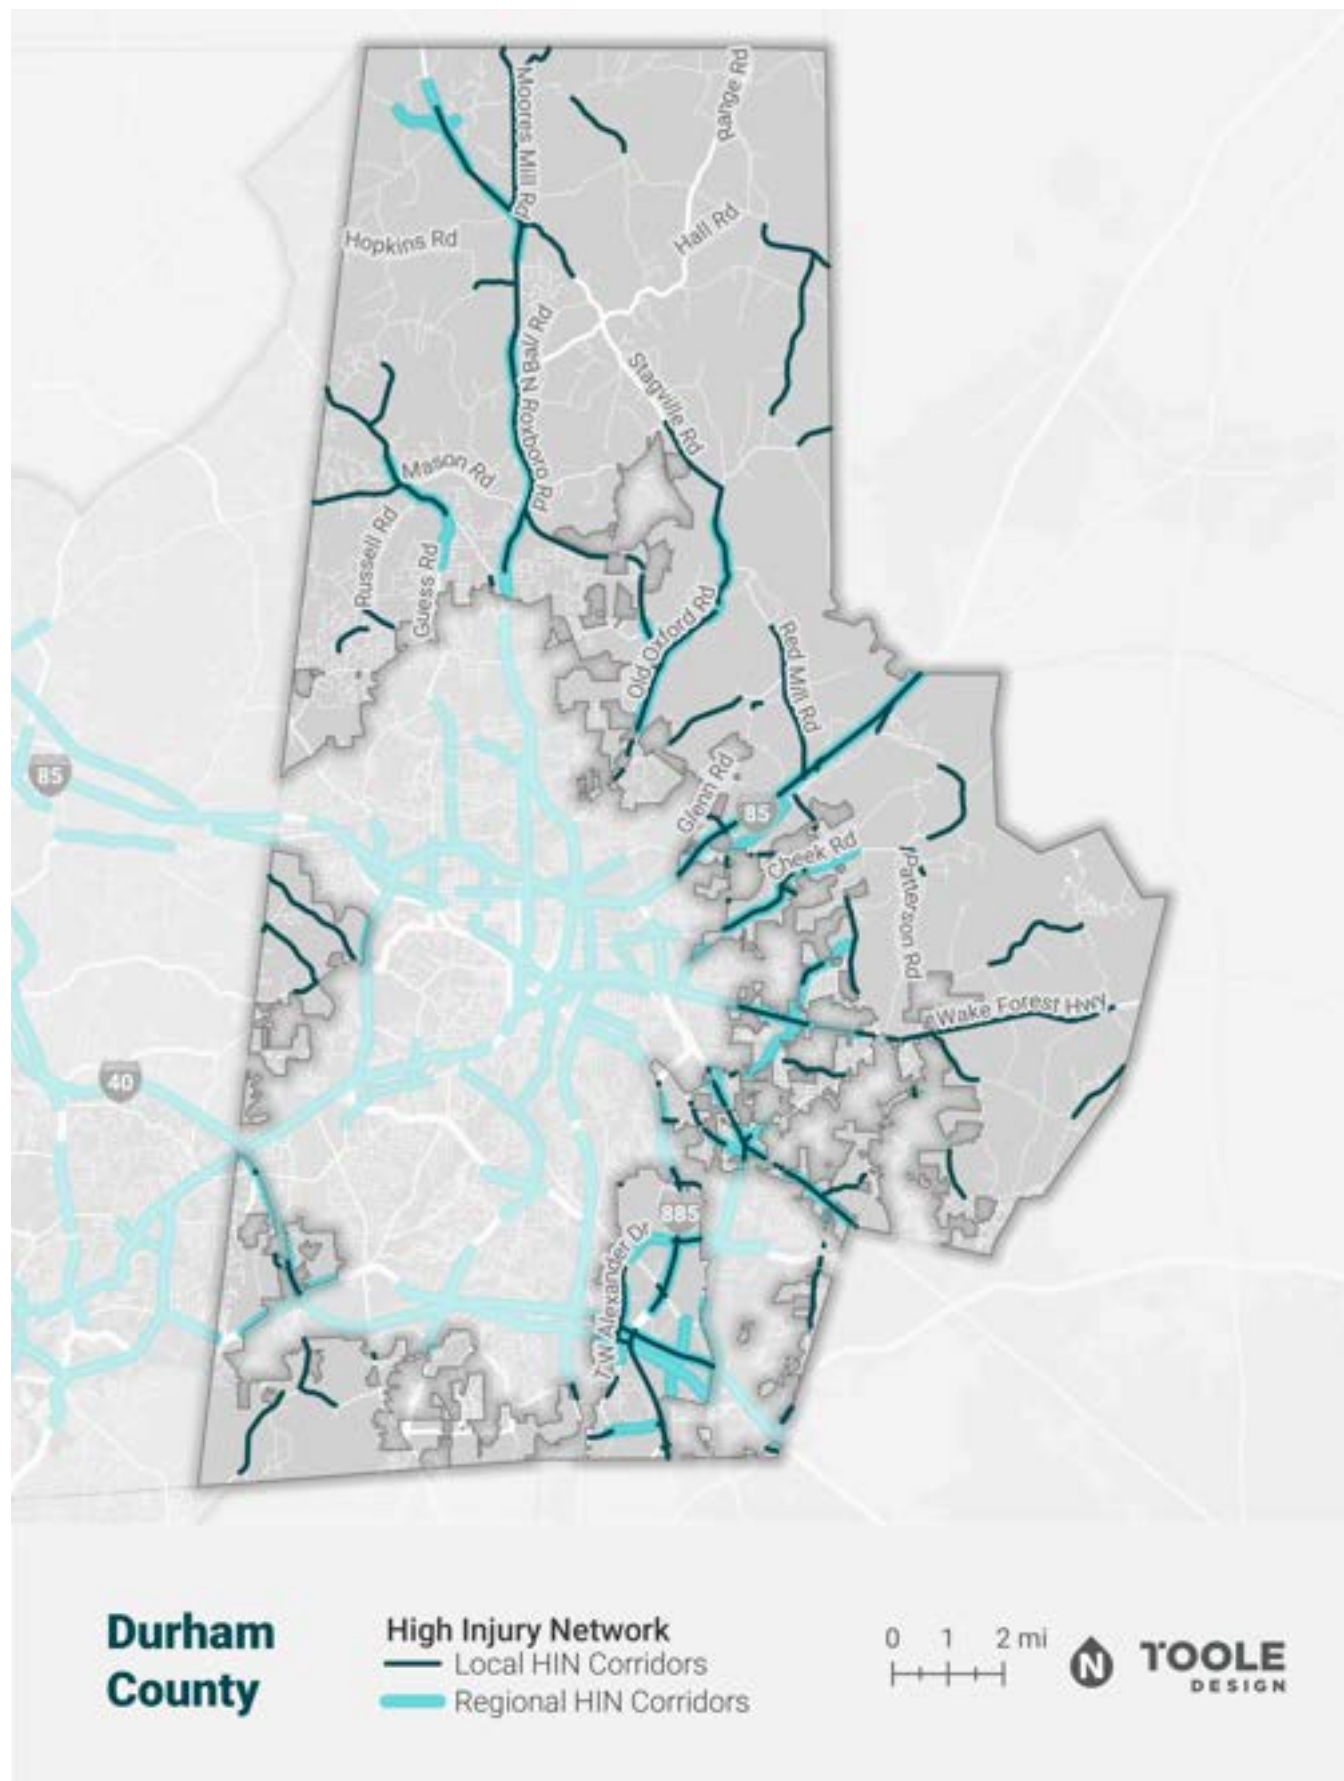 Moores Mill Rd
Range Rd
Hall Rd
Hopkins Rd
N Roxboro Rd
Stagville Rd
Mason Rd
Russell Rd
Guess Rd
Old Oxford Rd
Red Mill Rd
85
Glenn Rd
85
Cheek Rd
Patterson Rd
Wake Forest Hwy
40
885
T W Alexander Dr
Durham
County
High Injury Network
Local HIN Corridors
Regional HIN Corridors
0 1 2 mi
N
TOOLE
DESIGN